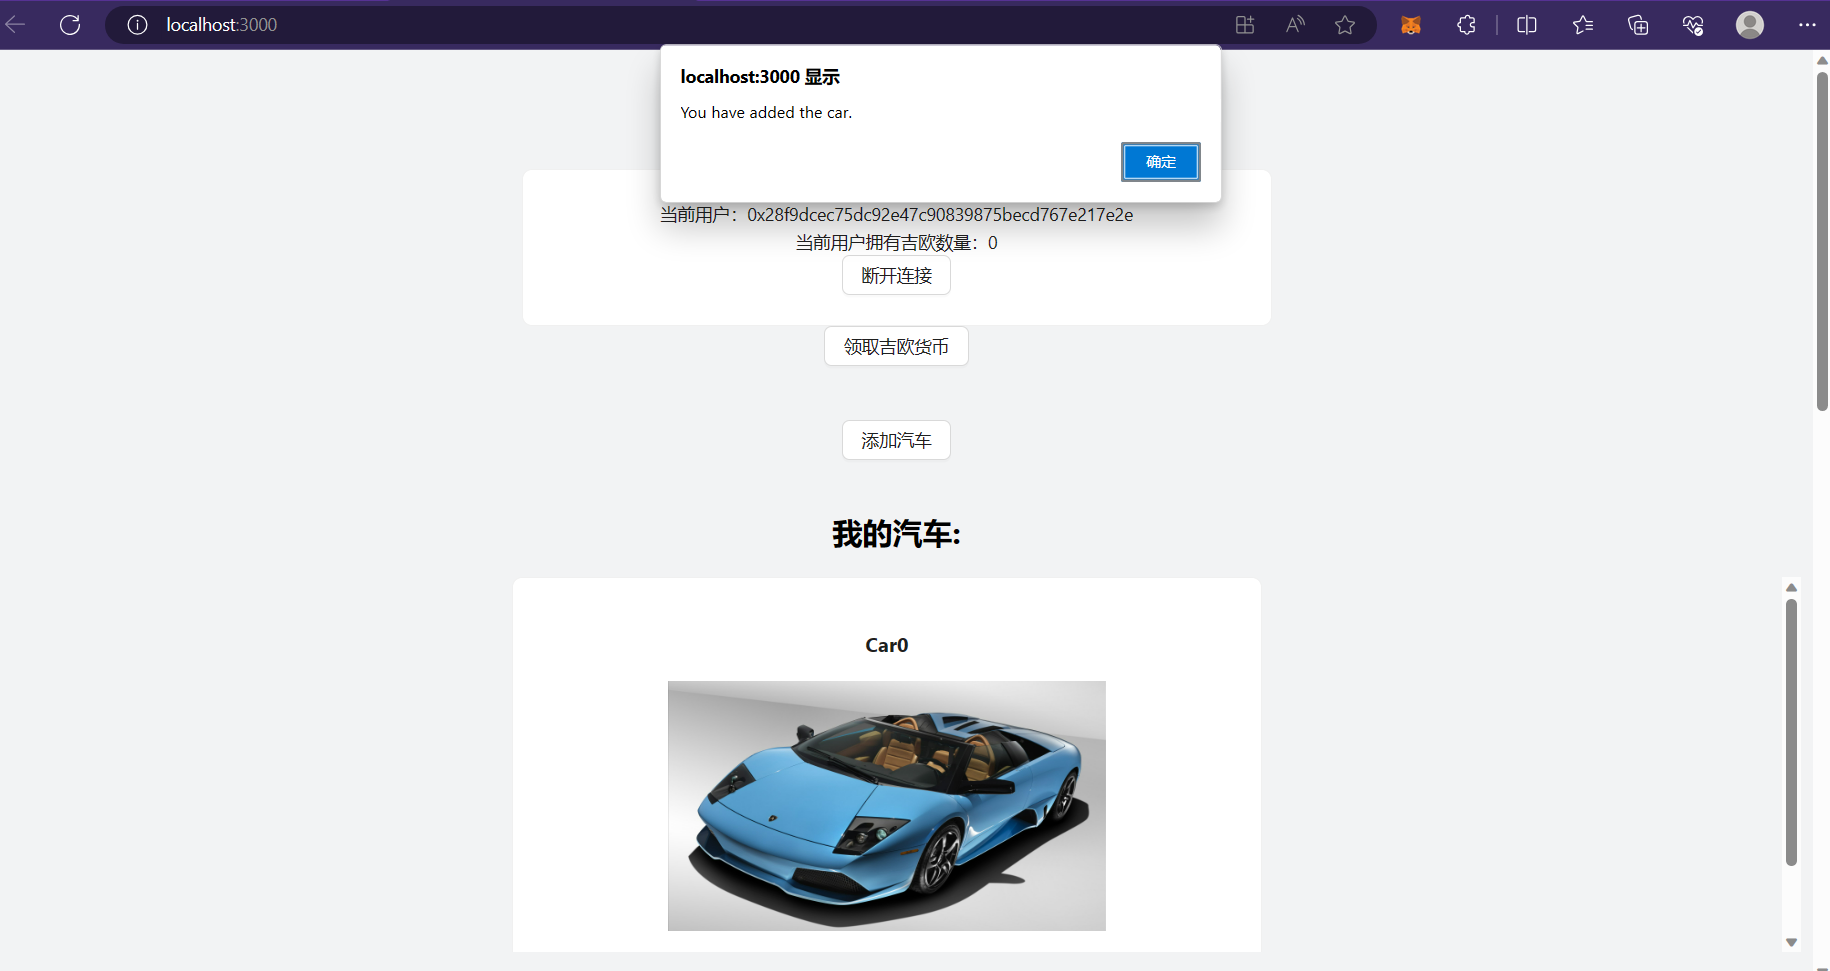 localhost:3000
localhost:3000 显示
You have added the car.
确定
当前用户：0x28f9dcec75dc92e47c90839875becd767e217e2e
当前用户拥有吉欧数量：0
断开连接
领取吉欧货币
添加汽车
我的汽车:
Car0